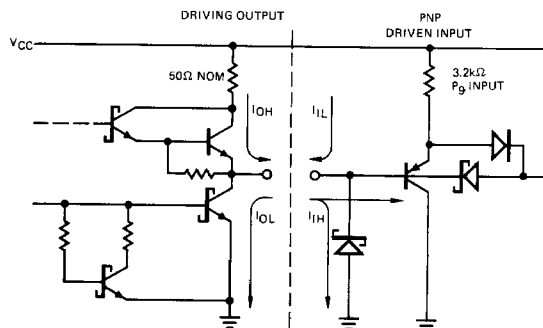 DRIVING OUTPUT
PNP
DRIVEN INPUT
VCC
50Ω NOM
3.2kΩ
P9 INPUT
IOH
IIL
IOL
IIH